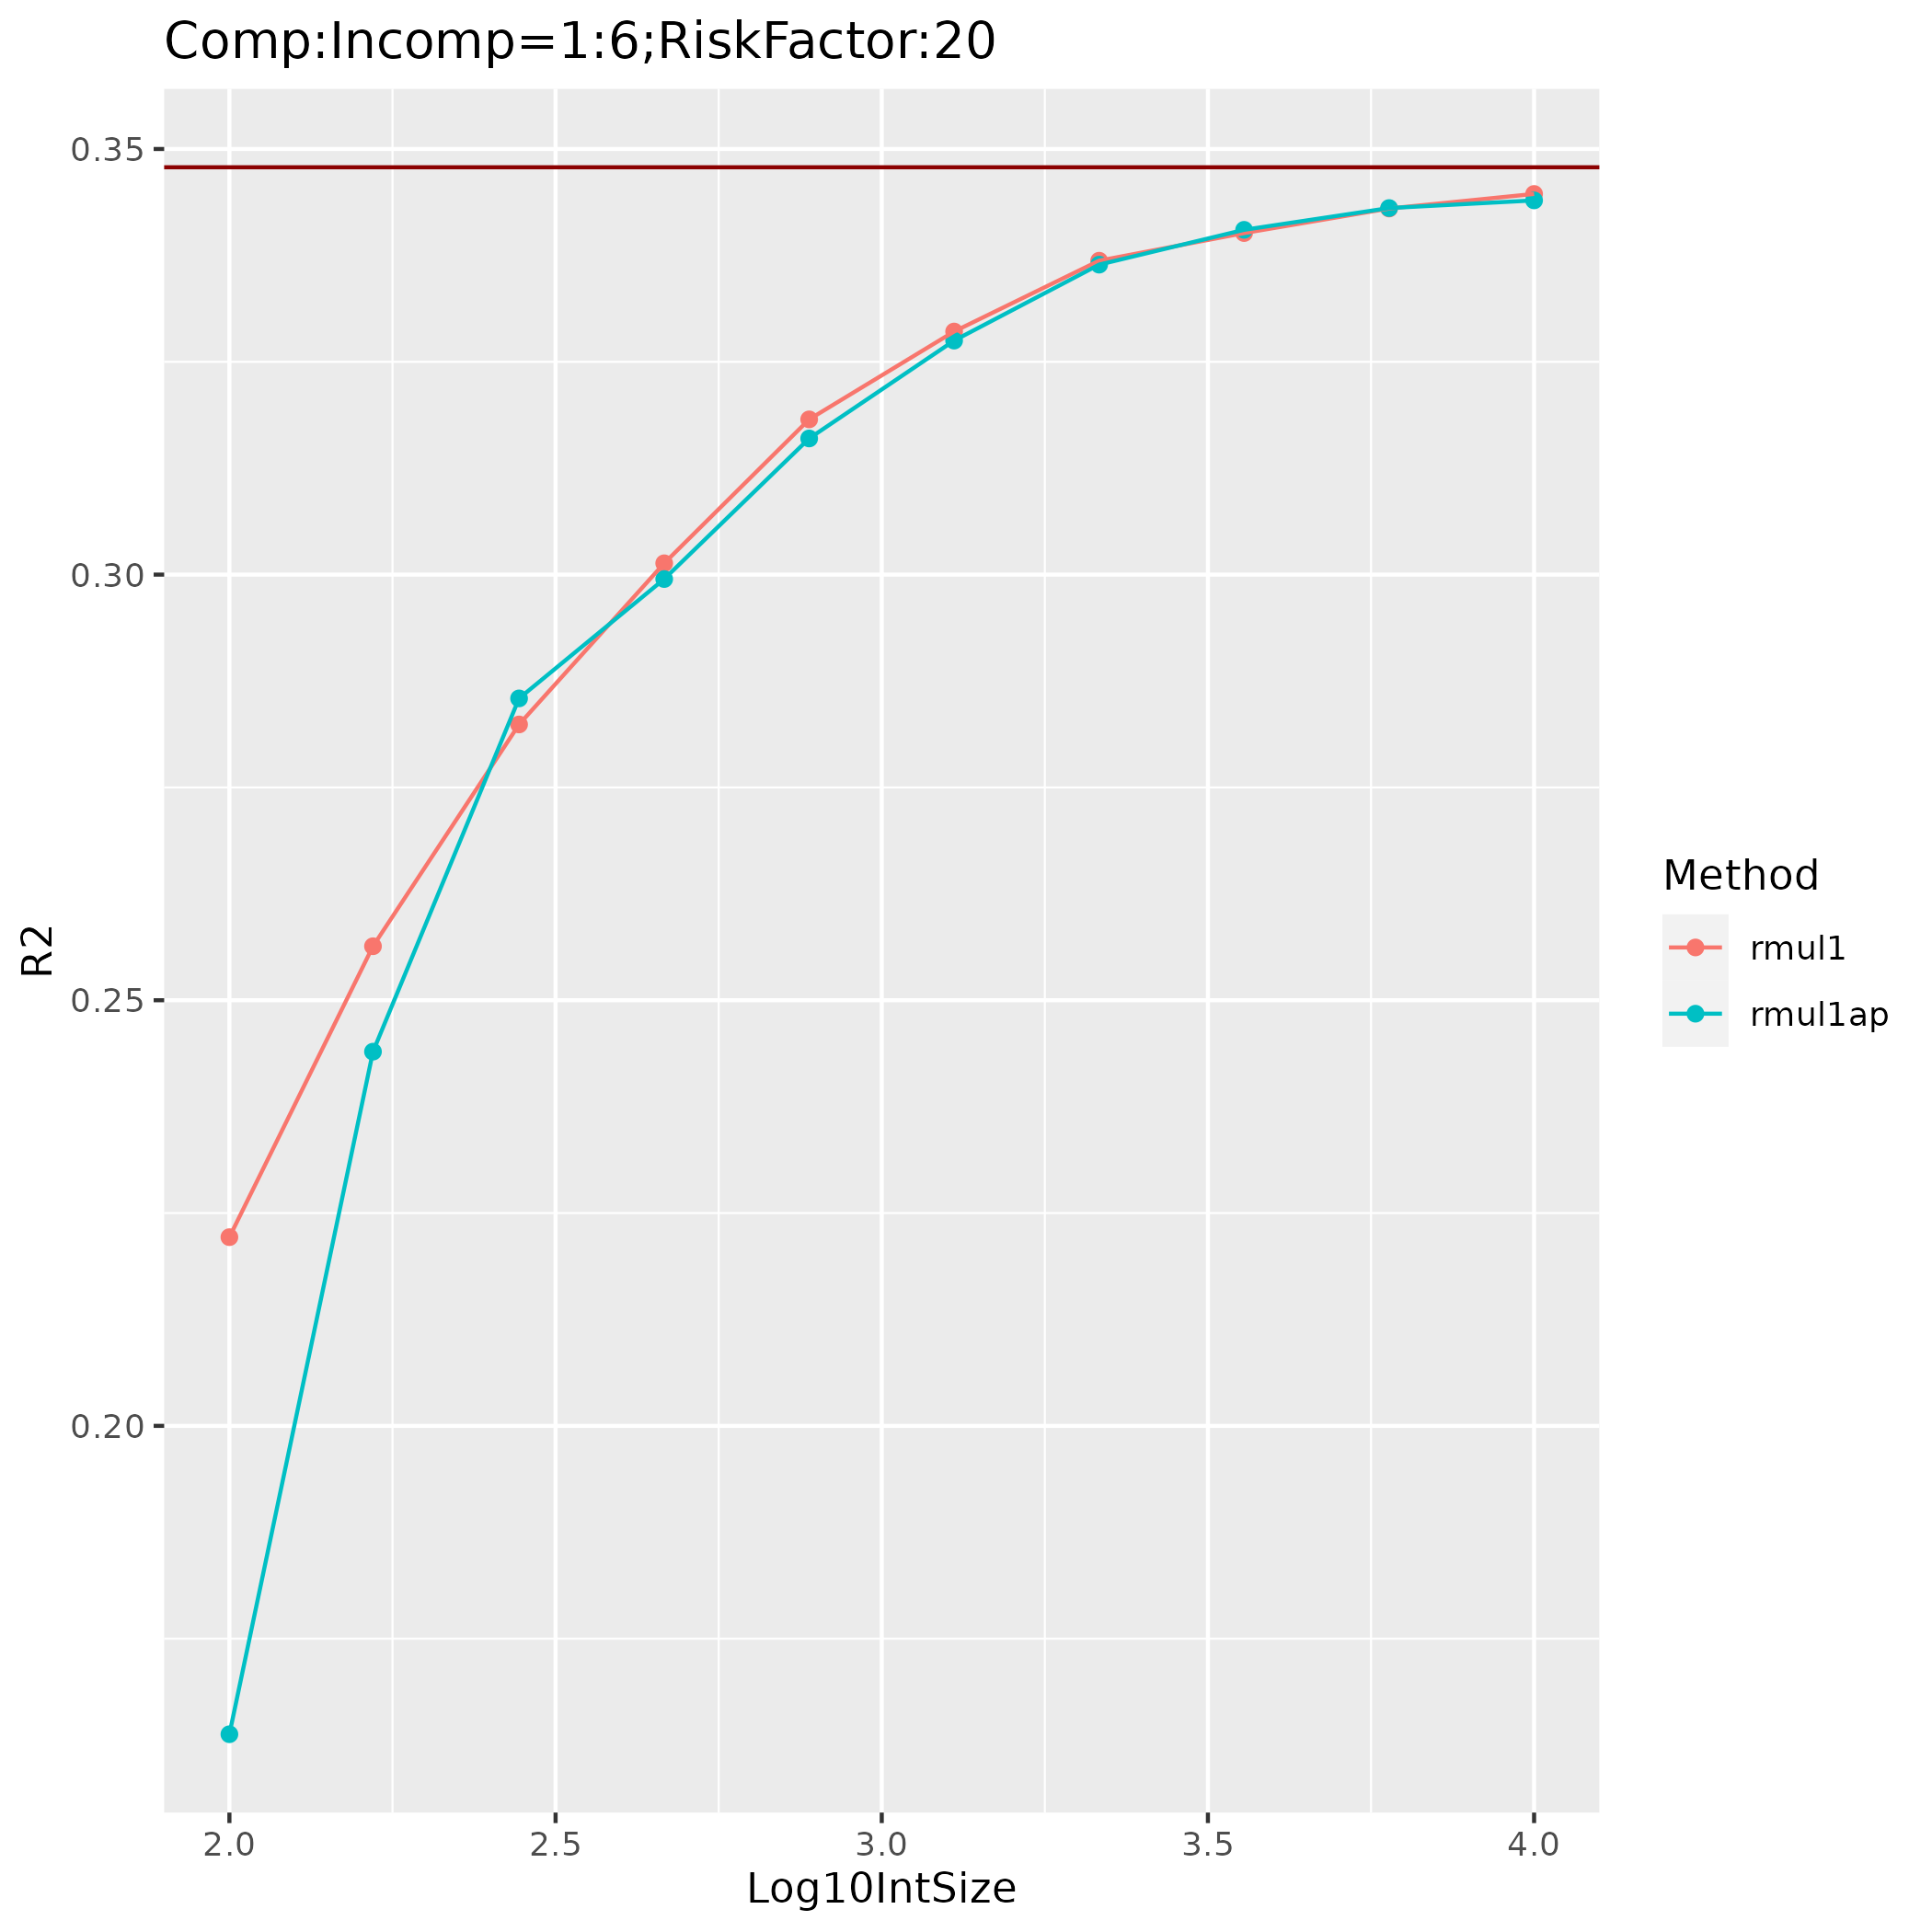 Comp:Incomp=1:6;RiskFactor:20
0.35
0.30
0.25
0.20
R2
2.0 2.5 3.0 3.5 4.0
Log10IntSize
Method
rmul1
rmul1ap